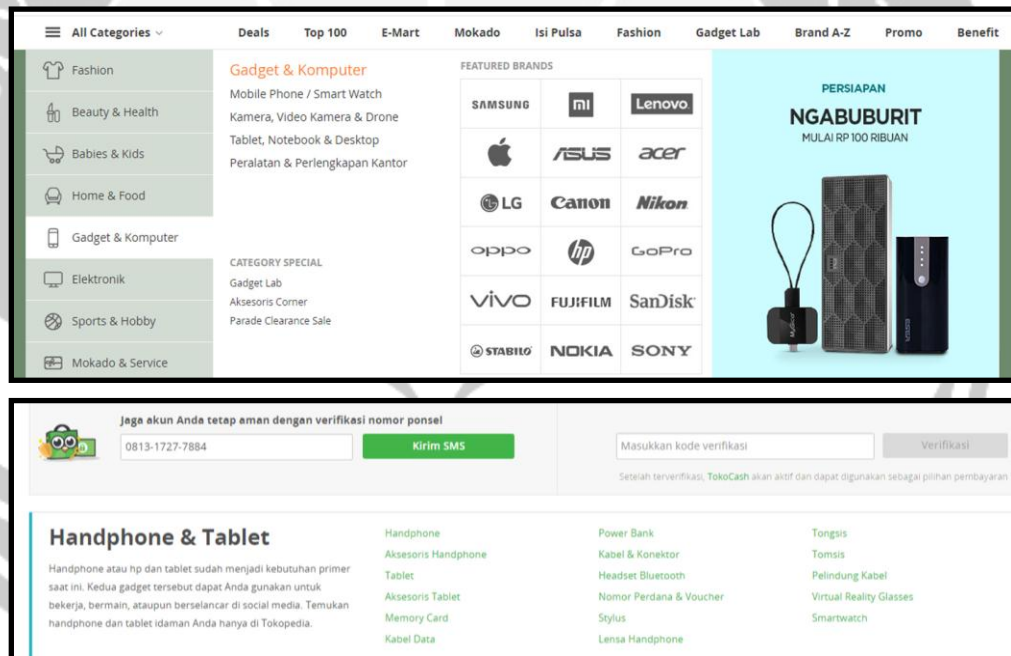 All Categories
Deals Top 100 E-Mart Mokado Isi Pulsa Fashion Gadget Lab Brand A-Z Promo Benefit
Fashion
Beauty & Health
Babies & Kids
Home & Food
Gadget & Komputer
Elektronik
Sports & Hobby
Mokado & Service
Gadget & Komputer
Mobile Phone / Smart Watch
Kamera, Video Kamera & Drone
Tablet, Notebook & Desktop
Peralatan & Perlengkapan Kantor
CATEGORY SPECIAL
Gadget Lab
Aksesoris Corner
Parade Clearance Sale
FEATURED BRANDS
SAMSUNG mi Lenovo
ASUS acer
LG Canon Nikon
oppo hp GoPro
vivo FUJIFILM SanDisk
STABILO NOKIA SONY
PERSIAPAN
NGABUBURIT
MULAI RP 100 RIBUAN
Jaga akun Anda tetap aman dengan verifikasi nomor ponsel
0813-1727-7884 Kirim SMS
Masukkan kode verifikasi Verifikasi
Setelah terverifikasi, TokoCash akan aktif dan dapat digunakan sebagai pilihan pembayaran
Handphone & Tablet
Handphone atau hp dan tablet sudah menjadi kebutuhan primer
saat ini. Kedua gadget tersebut dapat Anda gunakan untuk
bekerja, bermain, ataupun berselancar di social media. Temukan
handphone dan tablet idaman Anda hanya di Tokopedia.
Handphone
Aksesoris Handphone
Tablet
Aksesoris Tablet
Memory Card
Kabel Data
Power Bank
Kabel & Konektor
Headset Bluetooth
Nomor Perdana & Voucher
Stylus
Lensa Handphone
Tongsis
Tomsis
Pelindung Kabel
Virtual Reality Glasses
Smartwatch